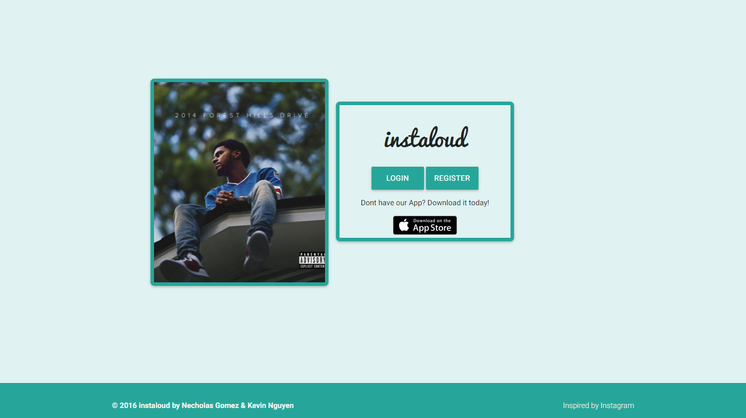 2014 FOREST HILLS DRIVE
PARENTAL
ADVISORY
EXPLICIT CONTENT
instaloud
LOGIN
REGISTER
Dont have our App? Download it today!
Download on the
App Store
© 2016 instaloud by Necholas Gomez & Kevin Nguyen
Inspired by Instagram